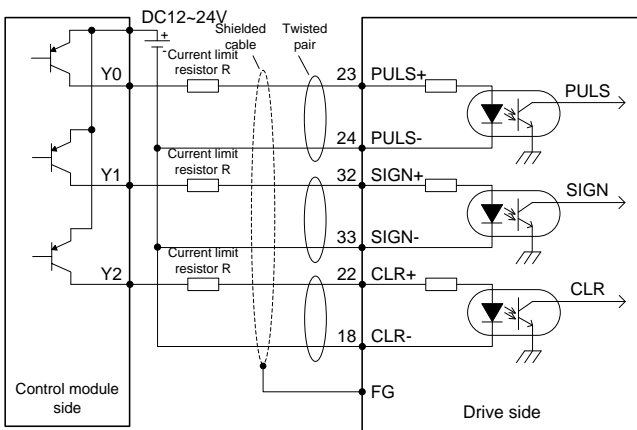 DC12~24V
+
-
Current limit
resistor R
Shielded
cable
Twisted
pair
Y0
23
PULS+
PULS
24
PULS-
Current limit
resistor R
Y1
32
SIGN+
SIGN
33
SIGN-
Current limit
resistor R
Y2
22
CLR+
CLR
18
CLR-
FG
Control module
side
Drive side